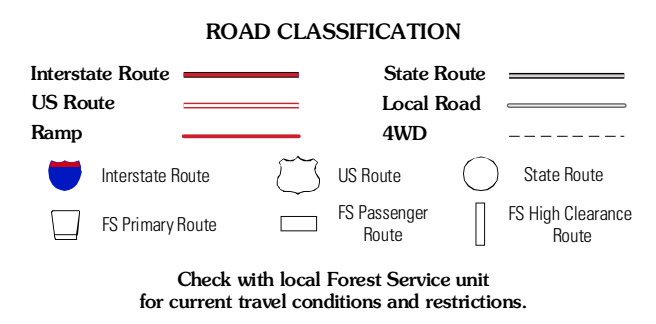 ROAD CLASSIFICATION
Interstate Route
State Route
US Route
Local Road
Ramp
4WD
Interstate Route
US Route
State Route
FS Primary Route
FS Passenger
Route
FS High Clearance
Route
Check with local Forest Service unit
for current travel conditions and restrictions.